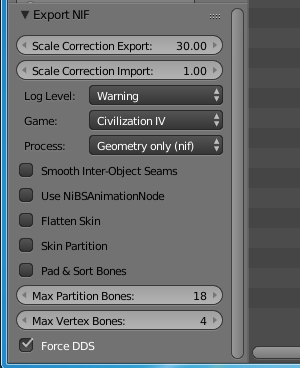 Export NIF
Scale Correction Export: 30.00
Scale Correction Import: 1.00
Log Level: Warning
Game: Civilization IV
Process: Geometry only (nif)
Smooth Inter-Object Seams
Use NiBSAnimationNode
Flatten Skin
Skin Partition
Pad & Sort Bones
Max Partition Bones: 18
Max Vertex Bones: 4
Force DDS